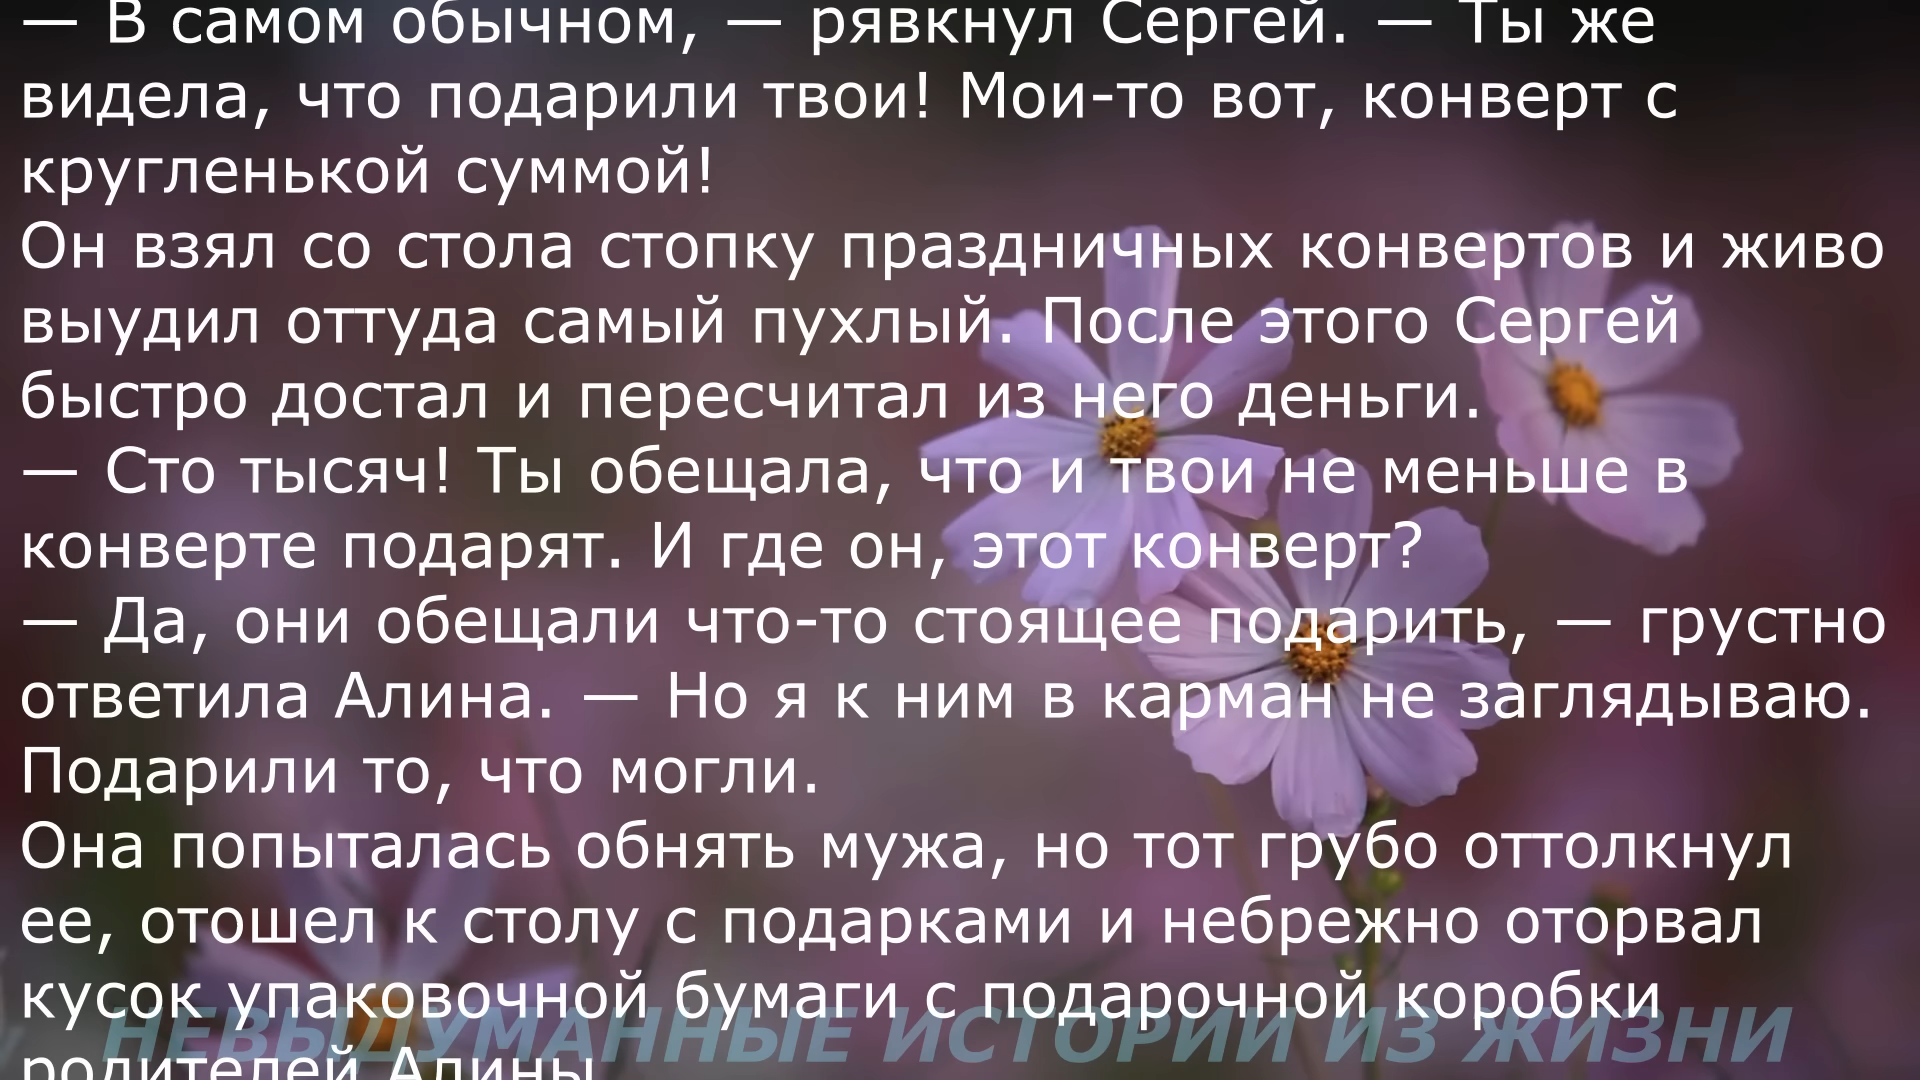 — В самом обычном, — рявкнул Сергей. — Ты же
видела, что подарили твои! Мои-то вот, конверт с
кругленькой суммой!
Он взял со стола стопку праздничных конвертов и живо
выудил оттуда самый пухлый. После этого Сергей
быстро достал и пересчитал из него деньги.
— Сто тысяч! Ты обещала, что и твои не меньше в
конверте подарят. И где он, этот конверт?
— Да, они обещали что-то стоящее подарить, — грустно
ответила Алина. — Но я к ним в карман не заглядываю.
Подарили то, что могли.
Она попыталась обнять мужа, но тот грубо оттолкнул
ее, отошел к столу с подарками и небрежно оторвал
кусок упаковочной бумаги с подарочной коробки
НЕВЫДУМАННЫЕ ИСТОРИИ ИЗ ЖИЗНИ
родителей Алины